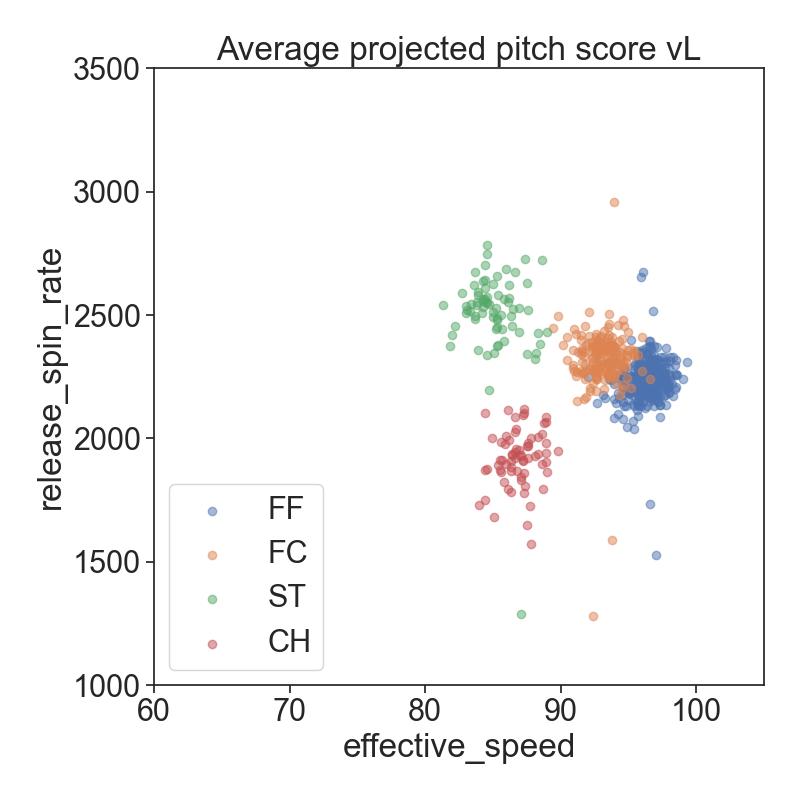 Average projected pitch score vL
3500
3000
2500
2000
1500
1000
release_spin_rate
FF
FC
ST
CH
60 70 80 90 100
effective_speed